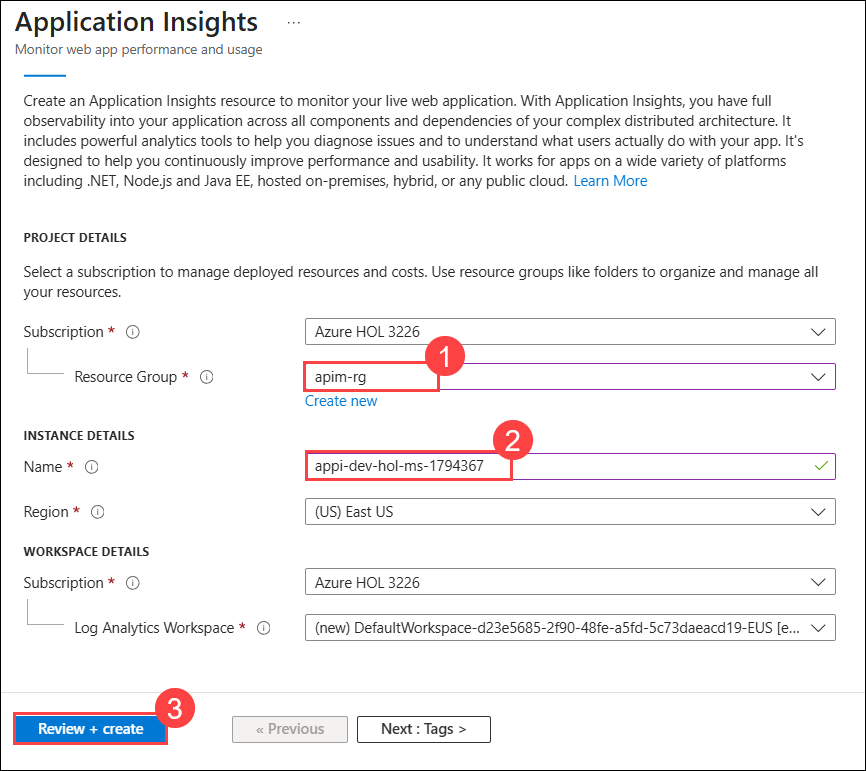 Application Insights ...
Monitor web app performance and usage
Create an Application Insights resource to monitor your live web application. With Application Insights, you have full
observability into your application across all components and dependencies of your complex distributed architecture. It
includes powerful analytics tools to help you diagnose issues and to understand what users actually do with your app. It's
designed to help you continuously improve performance and usability. It works for apps on a wide variety of platforms
including .NET, Node.js and Java EE, hosted on-premises, hybrid, or any public cloud. Learn More
PROJECT DETAILS
Select a subscription to manage deployed resources and costs. Use resource groups like folders to organize and manage all
your resources.
Subscription * i Azure HOL 3226
1
Resource Group * i apim-rg
Create new
INSTANCE DETAILS
2
Name * i appi-dev-hol-ms-1794367
Region * i (US) East US
WORKSPACE DETAILS
Subscription * i Azure HOL 3226
Log Analytics Workspace * i (new) DefaultWorkspace-d23e5685-2f90-48fe-a5fd-5c73daeacd19-EUS [e...
3
Review + create « Previous Next : Tags >